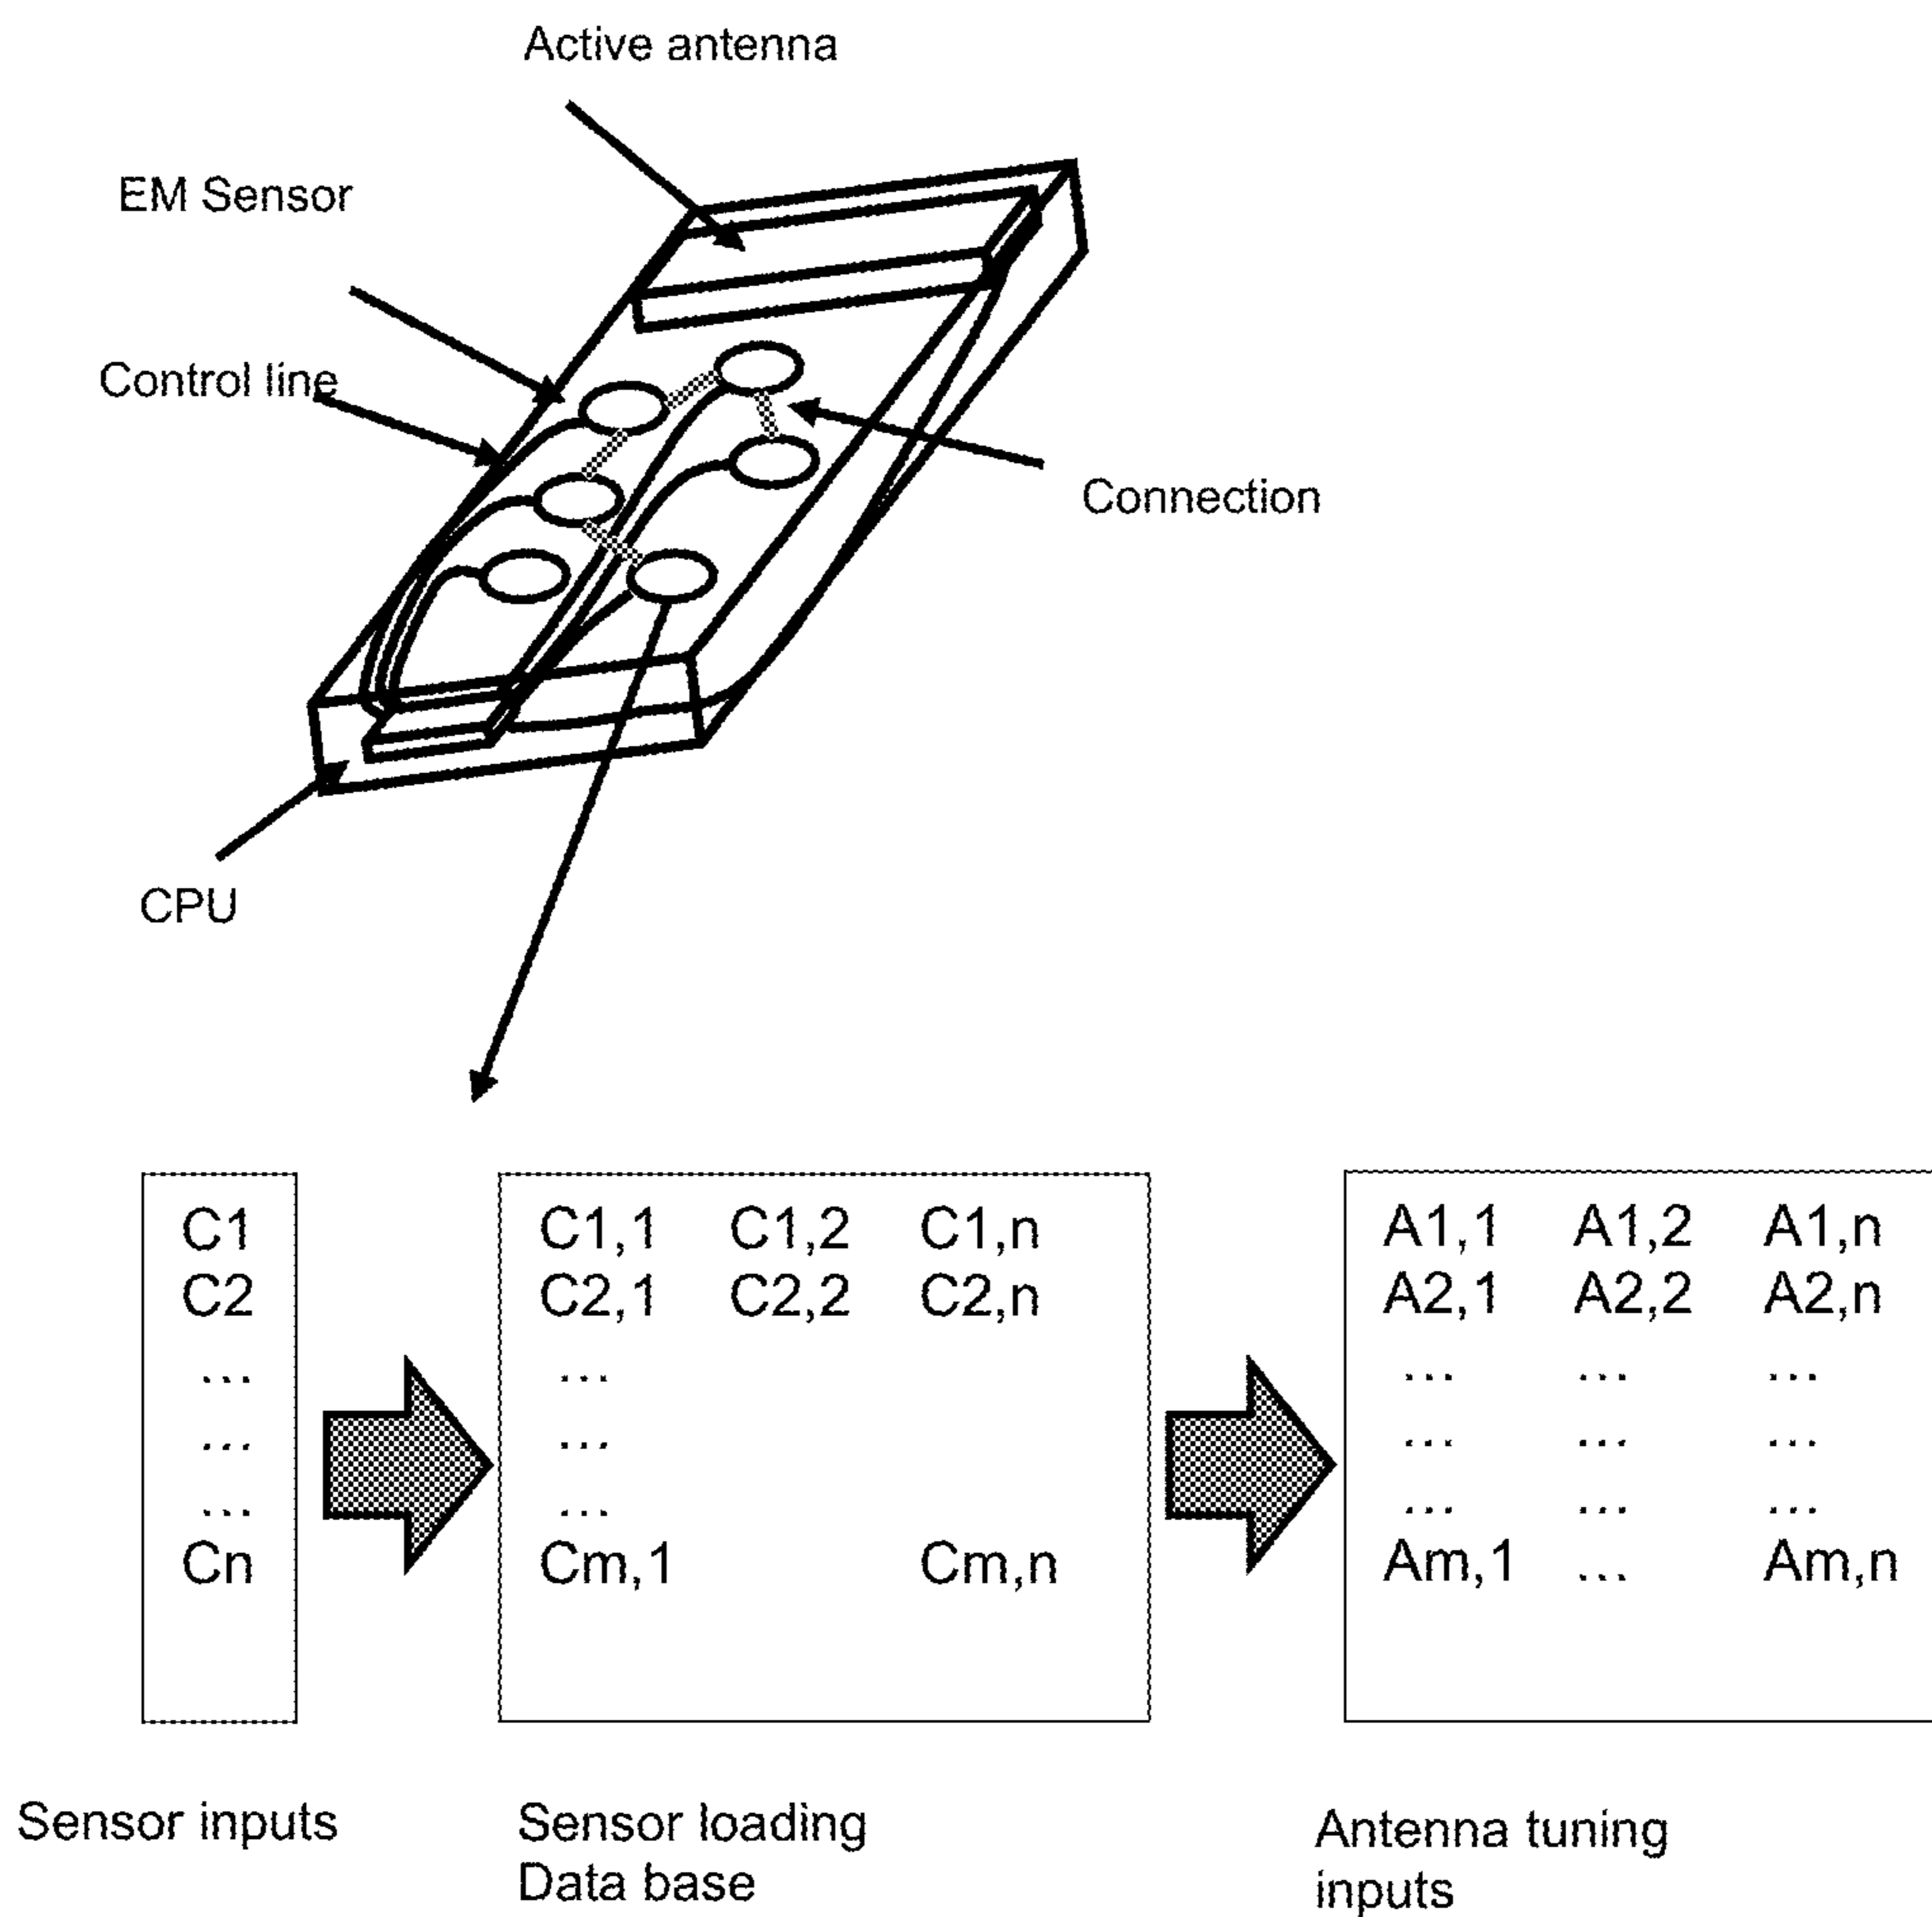 Active antenna
EM Sensor
Control line
Connection
CPU
C1
C2
...
...
...
Cn
C1,1 C1,2 C1,n
C2,1 C2,2 C2,n
...
...
...
Cm,1 Cm,n
A1,1 A1,2 A1,n
A2,1 A2,2 A2,n
... ... ...
... ... ...
... ... ...
Am,1 ... Am,n
Sensor inputs
Sensor loading
Data base
Antenna tuning
inputs